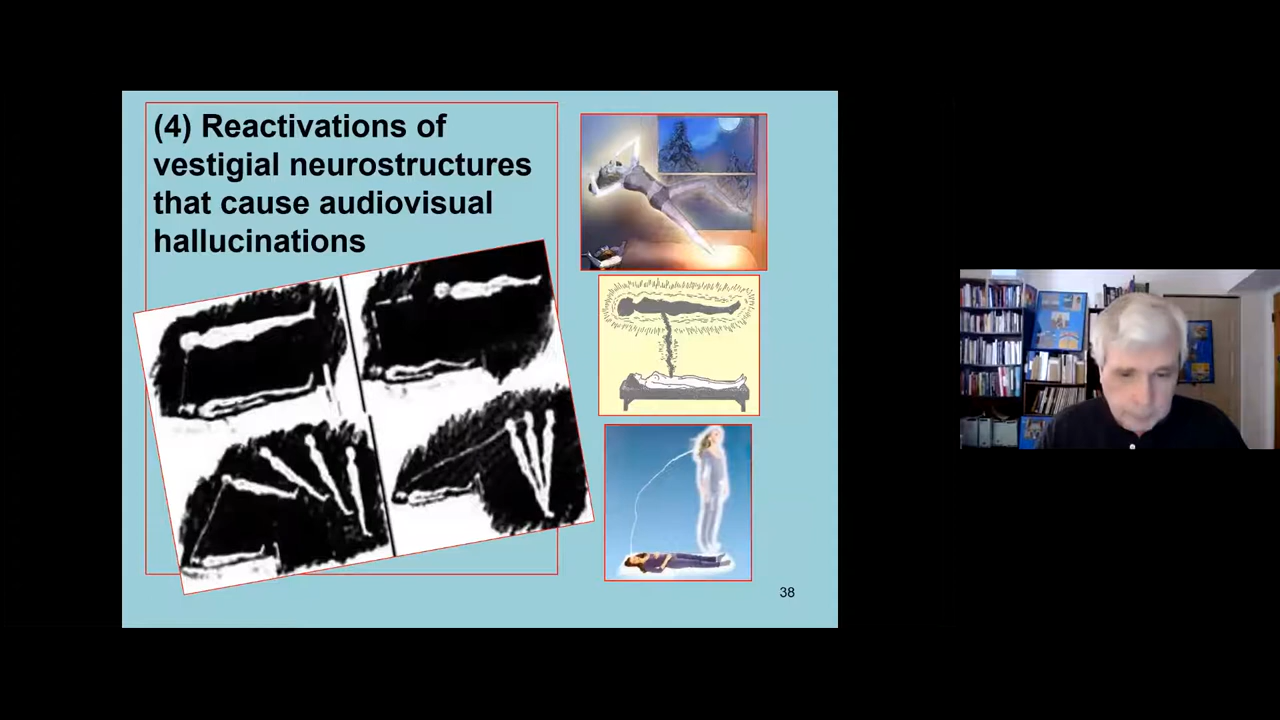 (4) Reactivations of
vestigial neurostructures
that cause audiovisual
hallucinations
38